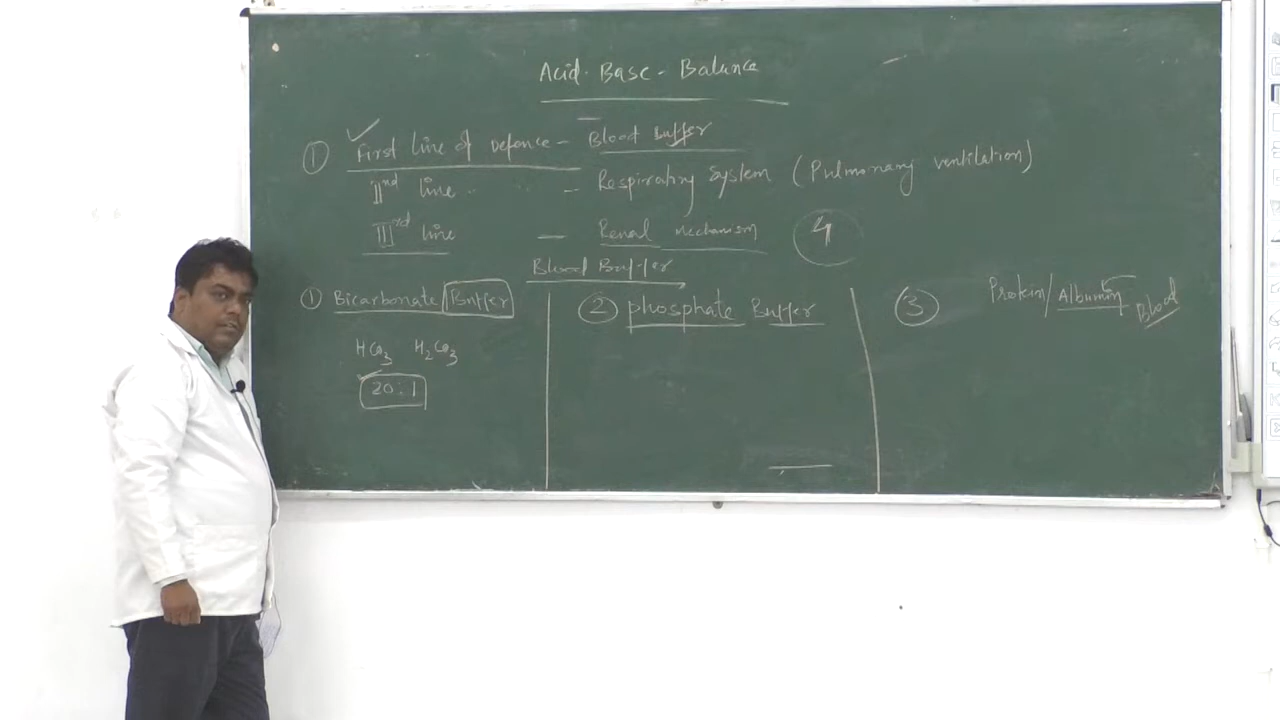 Acid-Base-Balance
① First line of defence - Blood Buffer
IInd line - Respiratory System (Pulmonary ventilation)
IIIrd line - Renal mechanism 4
Blood Buffer
① Bicarbonate/Buffer
HCO3 H2CO3
20:1
② phosphate Buffer
③ Protein/Albumin Blood